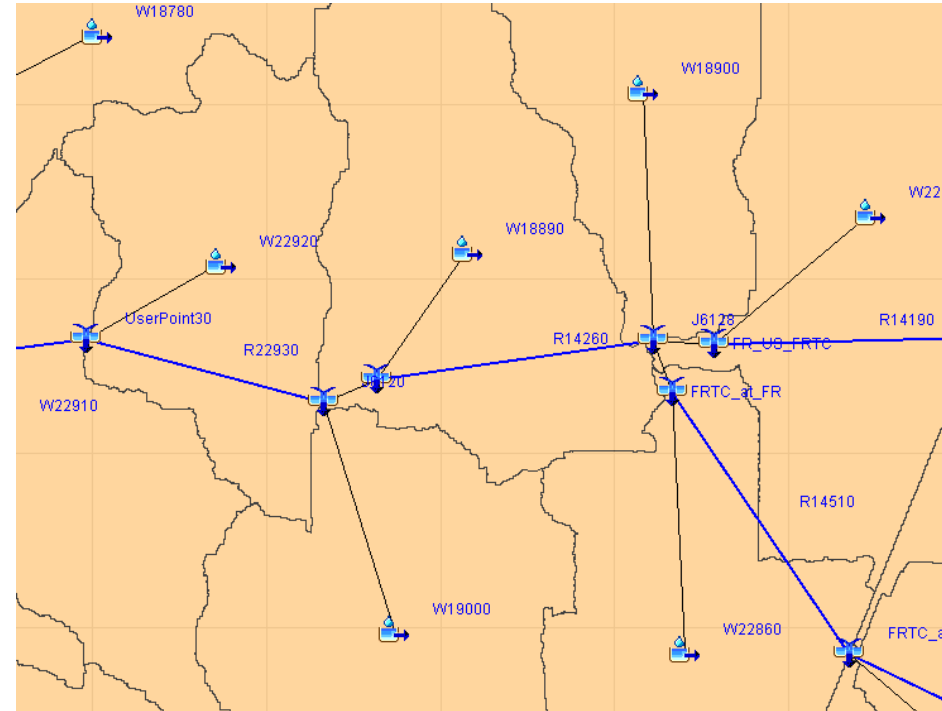 W18780
W18900
W22
W22920
W18890
UserPoint30
J6128
R14190
R14260
FR_US_FRTC
R22930
FRTC_at_FR
W22910
R14510
W19000
W22860
FRTC_a